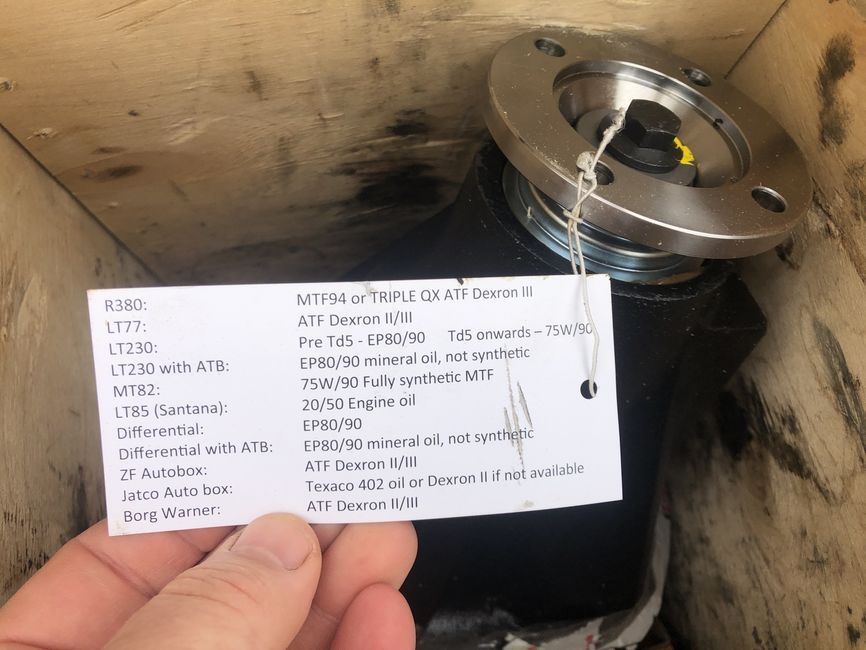 R380: MTF94 or TRIPLE QX ATF Dexron III
LT77: ATF Dexron II/III
LT230: Pre Td5 - EP80/90 Td5 onwards – 75W/90
LT230 with ATB: EP80/90 mineral oil, not synthetic
MT82: 75W/90 Fully synthetic MTF
LT85 (Santana): 20/50 Engine oil
Differential: EP80/90
Differential with ATB: EP80/90 mineral oil, not synthetic
ZF Autobox: ATF Dexron II/III
Jatco Auto box: Texaco 402 oil or Dexron II if not available
Borg Warner: ATF Dexron II/III